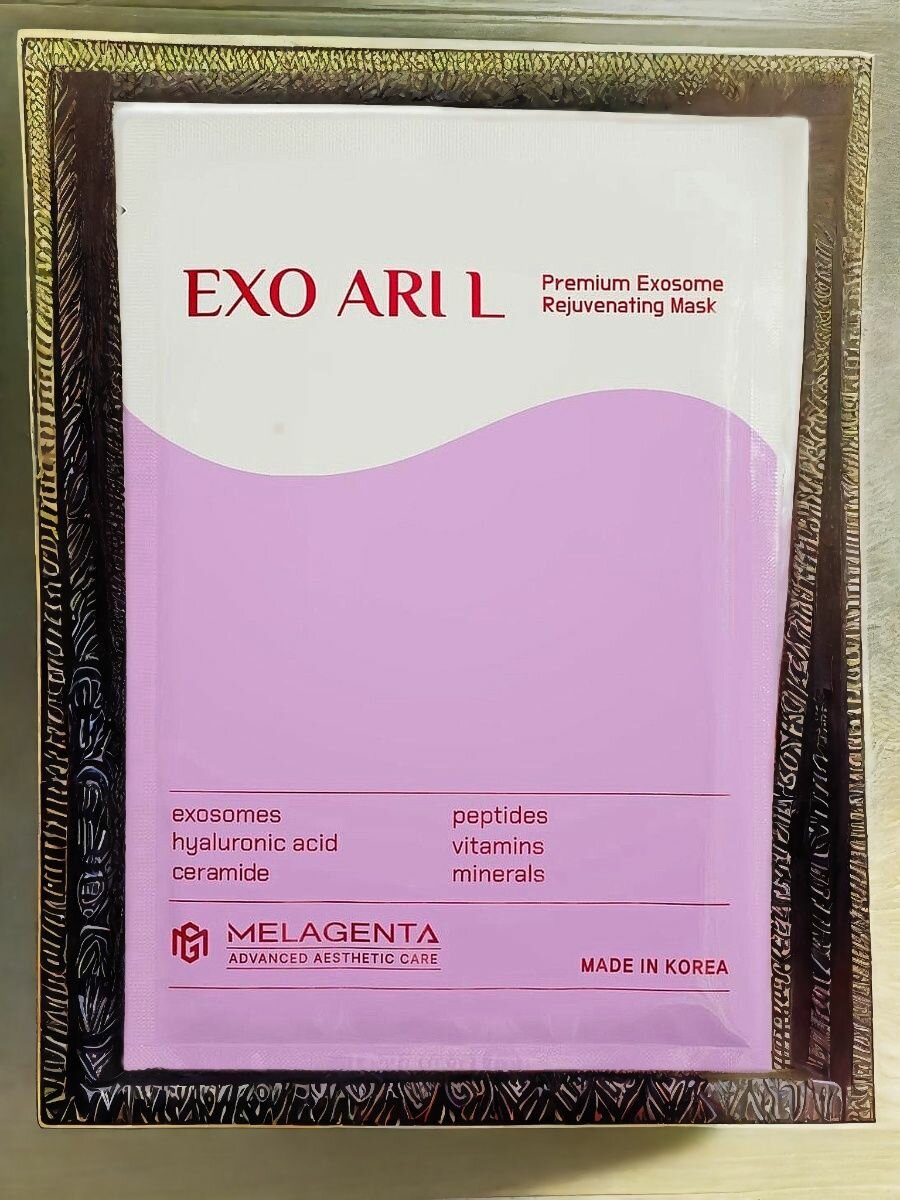 EXO ARI L
Premium Exosome
Rejuvenating Mask
exosomes
hyaluronic acid
ceramide
peptides
vitamins
minerals
MELAGENTA
ADVANCED AESTHETIC CARE
MADE IN KOREA